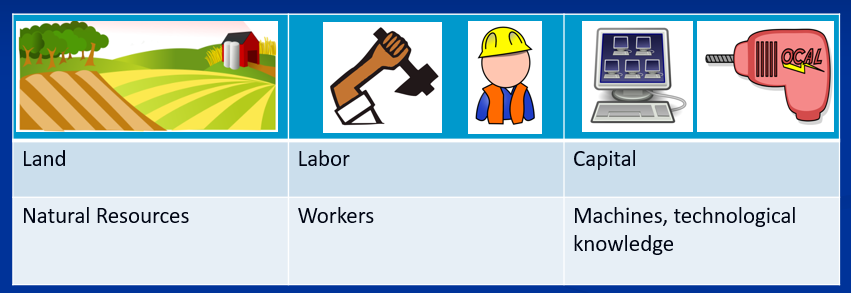 OCAL
Land
Labor
Capital
Natural Resources
Workers
Machines, technological
knowledge